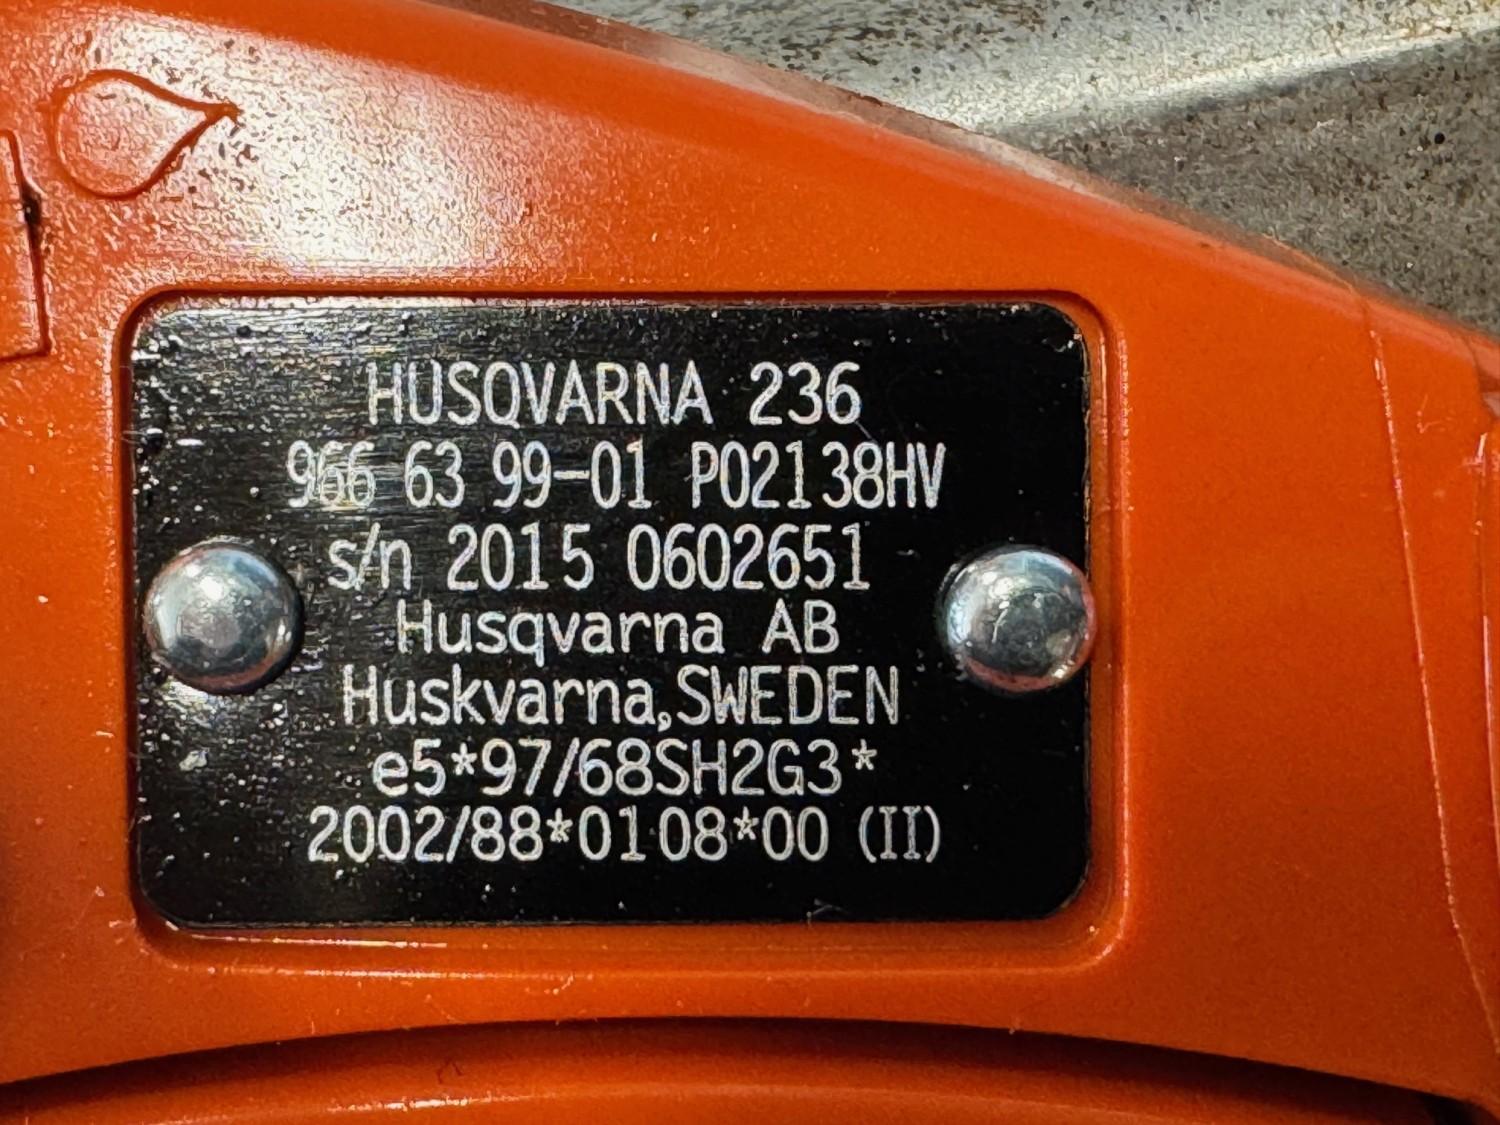 HUSQVARNA 236
966 63 99-01 P02138HV
s/n 2015 0602651
Husqvarna AB
Huskvarna,SWEDEN
e5*97/68SH2G3*
2002/88*0108*00 (II)